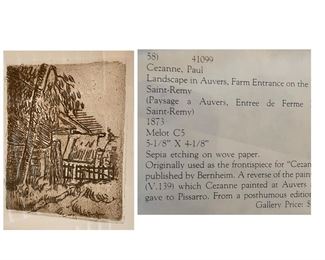 58) 41099
Cezanne, Paul
Landscape in Auvers, Farm Entrance on the
Saint-Remy
(Paysage a Auvers, Entree de Ferme
Saint-Remy)
1873
Melot C5
5-1/8" X 4-1/8"
Sepia etching on wove paper.
Originally used as the frontspiece for "Cezan
published by Bernheim. A reverse of the pain
(V.139) which Cezanne painted at Auvers
gave to Pissarro. From a posthumous edition
Gallery Price: $